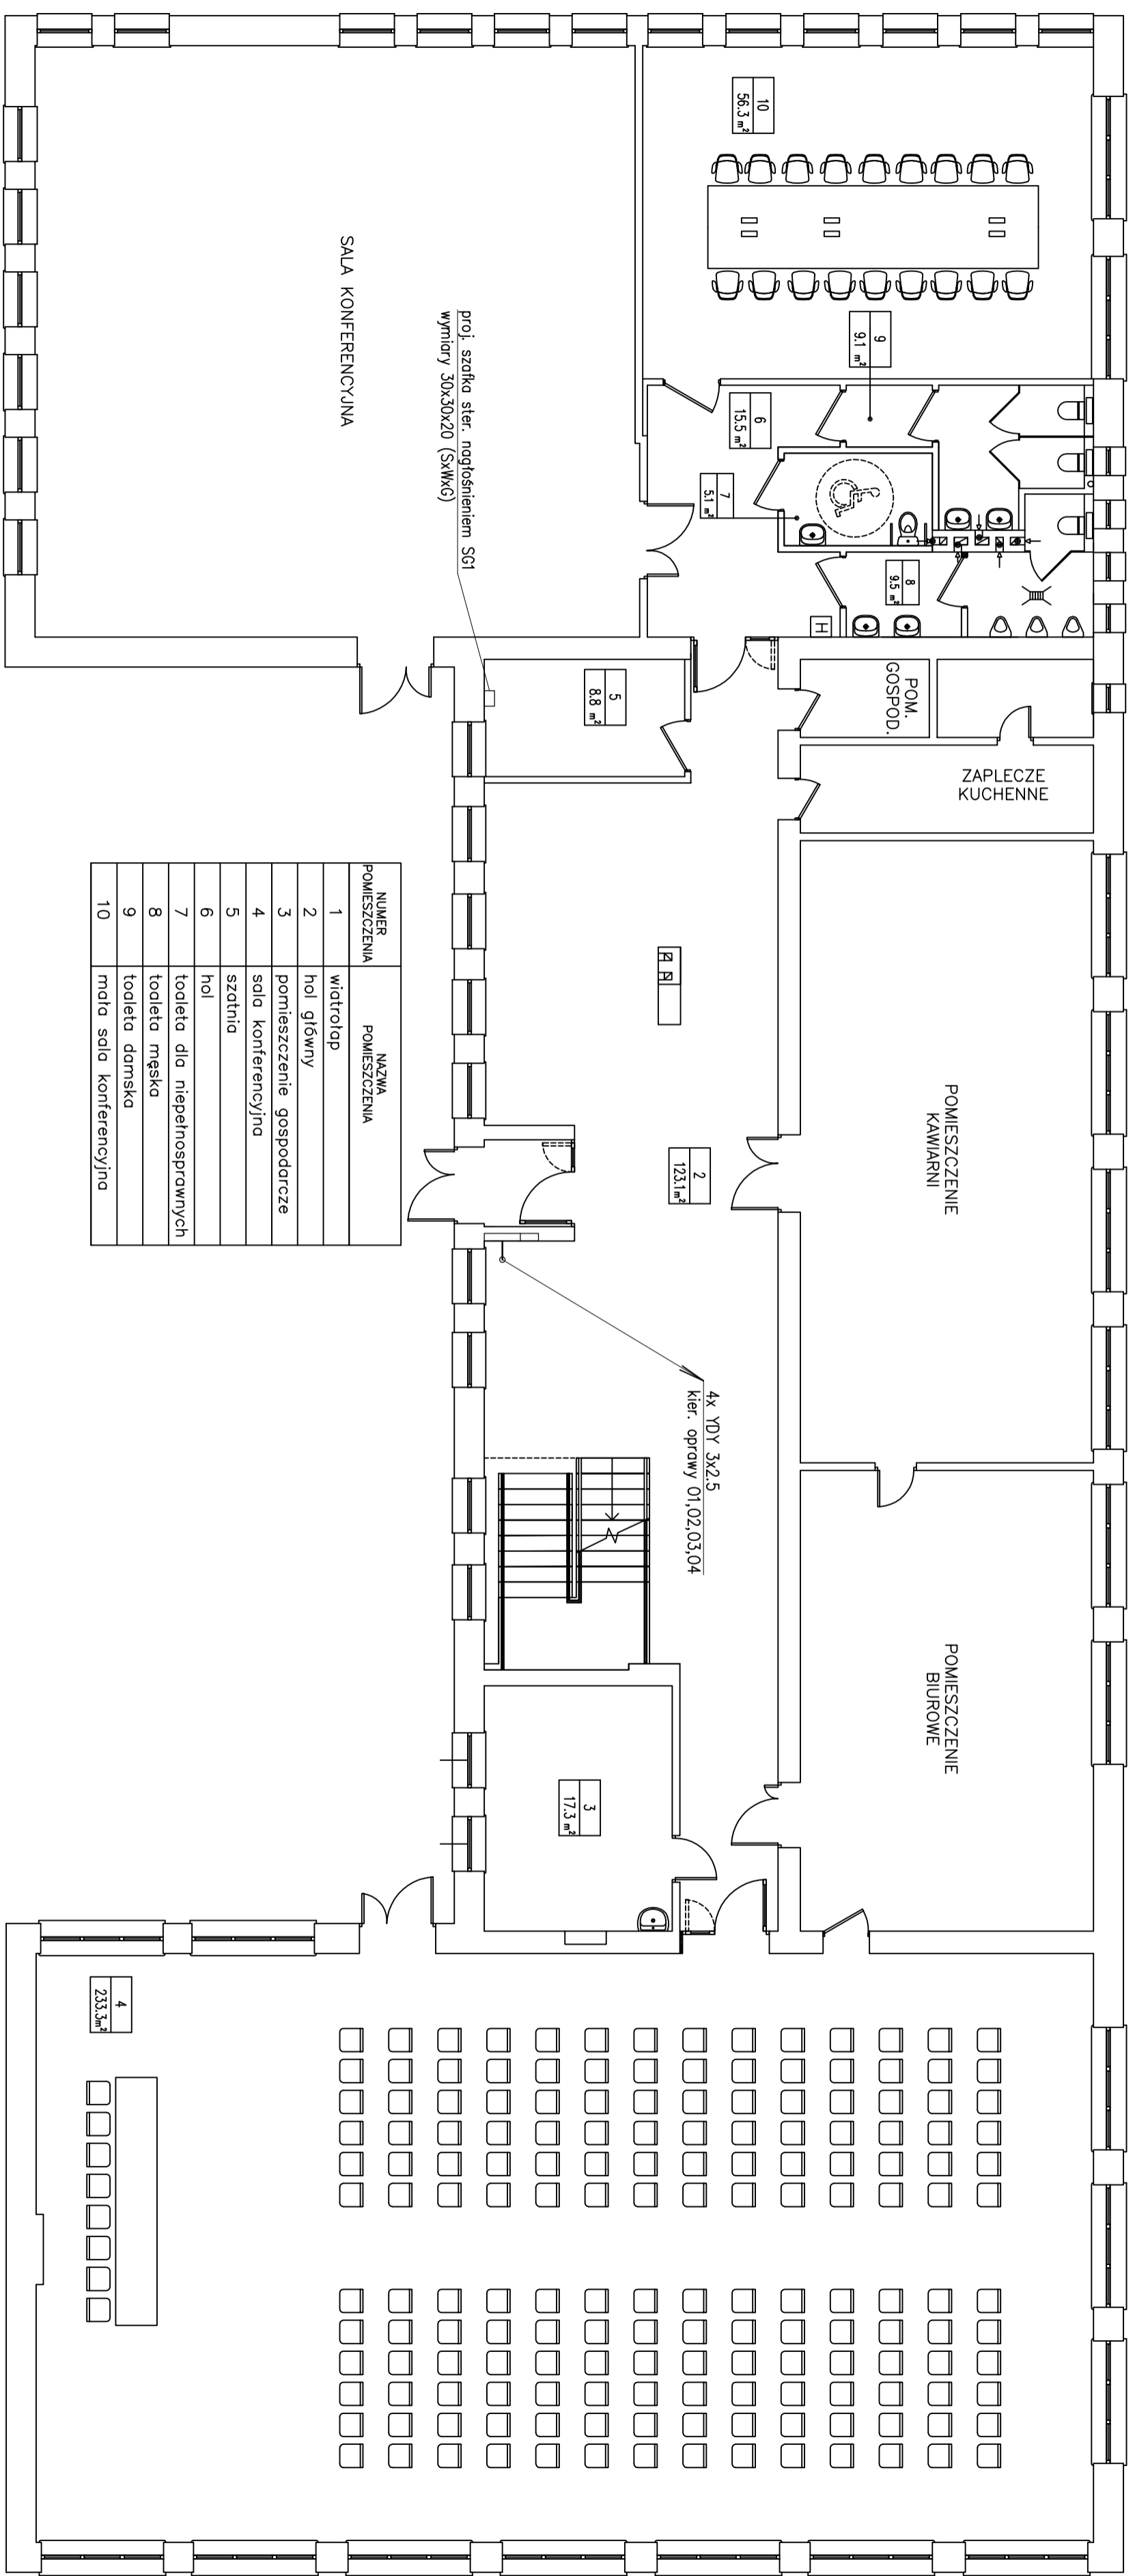 10
56.3 m²
9
9.1 m²
6
15.5 m²
7
5.1 m²
8
9.5 m²
H
SALA KONFERENCYJNA
proj. szafka ster. nagłośnieniem SG1
wymiary 30x30x20 (SxWxG)
5
8.8 m²
POM.
GOSPOD.
ZAPLECZE
KUCHENNE
POMIESZCZENIE
KAWIARNI
2
123.1m²
4x YDY 3x2.5
kier. oprawy 01,02,03,04
POMIESZCZENIE
BIUROWE
3
17.3 m²
4
233.3m²
NUMER POMIESZCZENIA NAZWA POMIESZCZENIA
1 wiatrołap
2 hol główny
3 pomieszczenie gospodarcze
4 sala konferencyjna
5 szatnia
6 hol
7 toaleta dla niepełnosprawnych
8 toaleta męska
9 toaleta damska
10 mała sala konferencyjna